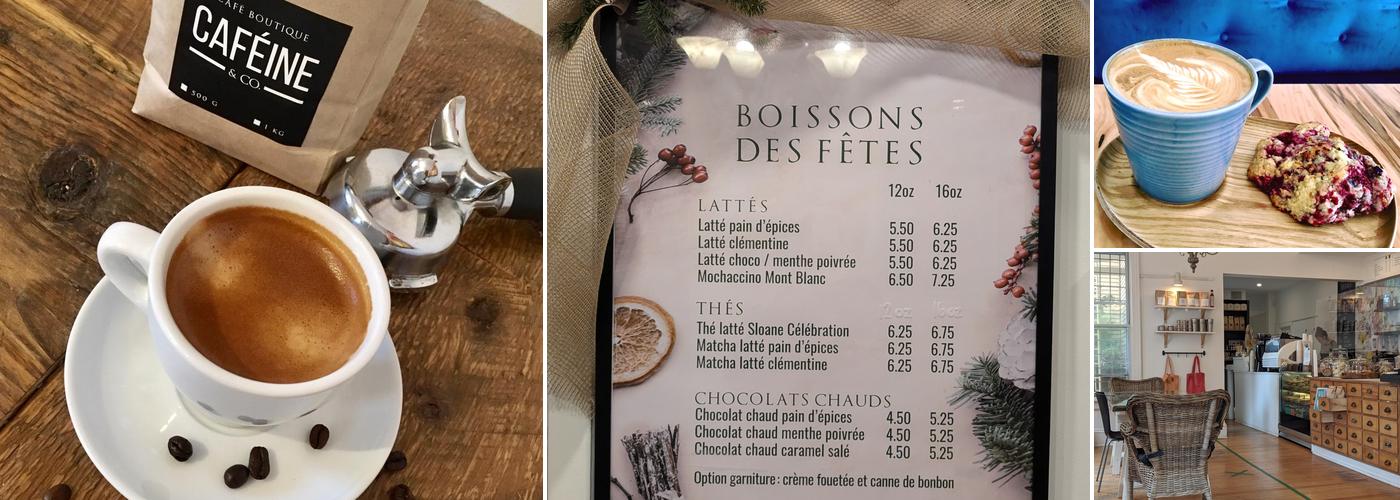 CAFÉ BOUTIQUE
CAFÉINE
& CO.
500 G
1 KG
BOISSONS
DES FÊTES
12oz 16oz
LATTÉS
Latté pain d'épices 5.50 6.25
Latté clémentine 5.50 6.25
Latté choco / menthe poivrée 5.50 6.25
Mochaccino Mont Blanc 6.50 7.25
THÉS 12oz 16oz
Thé latté Sloane Célébration 6.25 6.75
Matcha latté pain d'épices 6.25 6.75
Matcha latté clémentine 6.25 6.75
CHOCOLATS CHAUDS
Chocolat chaud pain d'épices 4.50 5.25
Chocolat chaud menthe poivrée 4.50 5.25
Chocolat chaud caramel salé 4.50 5.25
Option garniture : crème fouetée et canne de bonbon